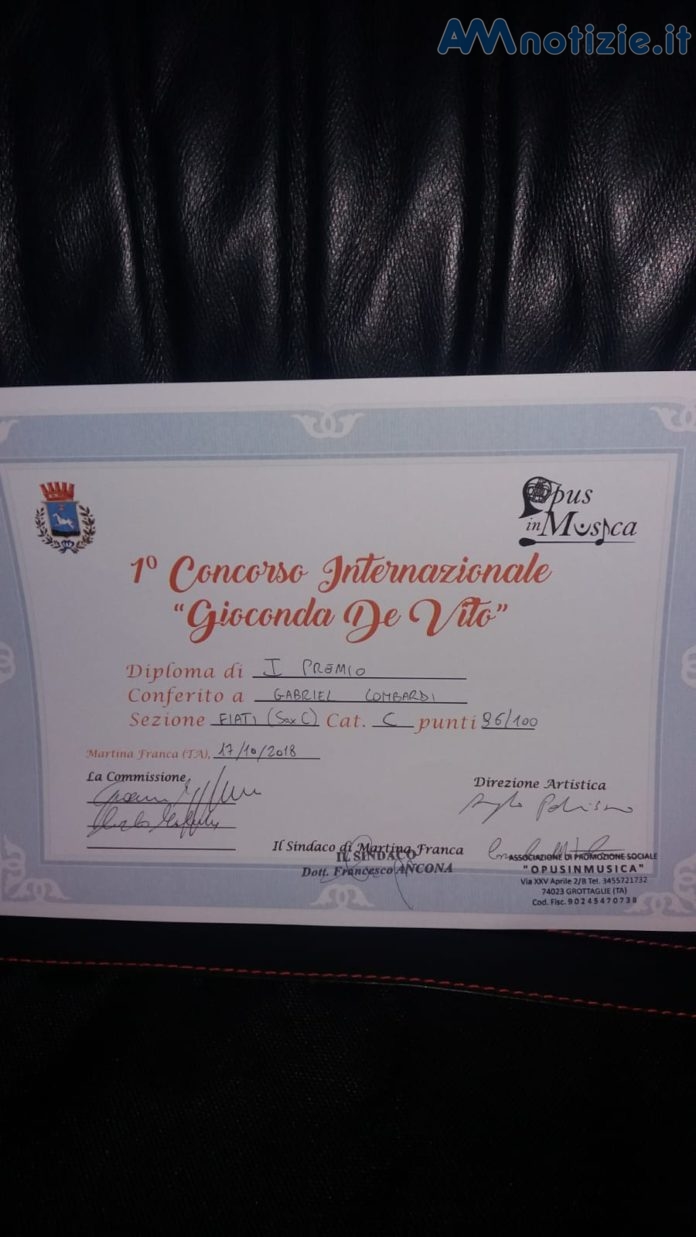 AMnotizie.it
Opus
in Musica
1° Concorso Internazionale
"Gioconda De Vito"
Diploma di I PREMIO
Conferito a GABRIEL LOMBARDI
Sezione FIATI (Sax C) Cat. C punti 96/100
Martina Franca (TA), 17/10/2018
La Commissione
Direzione Artistica
Il Sindaco di Martina Franca
IL SINDACO
Dott. Francesco ANCONA
ASSOCIAZIONE DI PROMOZIONE SOCIALE
"OPUSINMUSICA"
Via XXV Aprile 2/B Tel. 3455721732
74023 GROTTAGLIE (TA)
Cod. Fisc. 90245470738